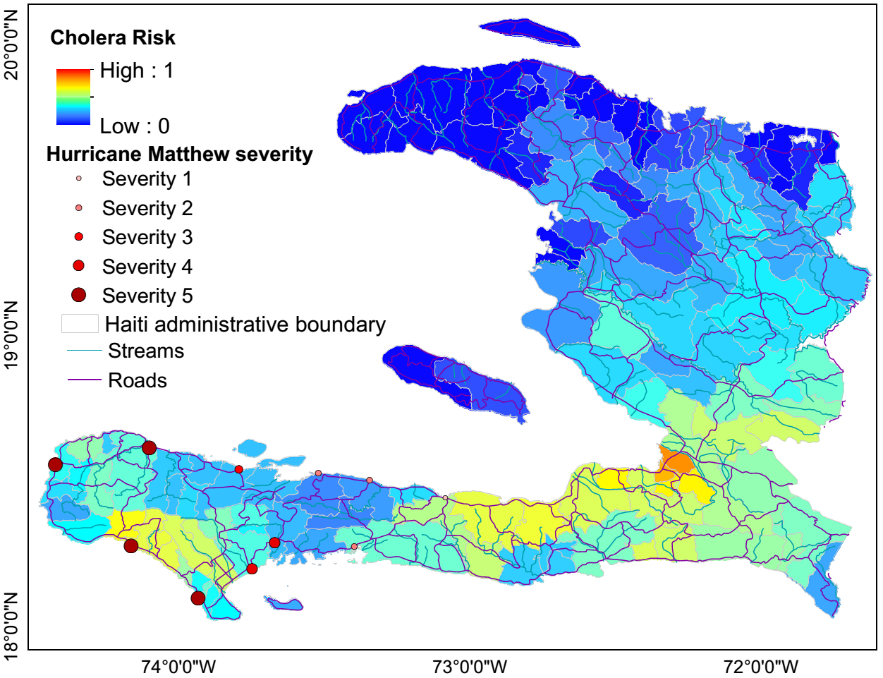 Cholera Risk
High : 1
Low : 0
Hurricane Matthew severity
Severity 1
Severity 2
Severity 3
Severity 4
Severity 5
Haiti administrative boundary
Streams
Roads
20°0'0"N
19°0'0"N
18°0'0"N
74°0'0"W
73°0'0"W
72°0'0"W